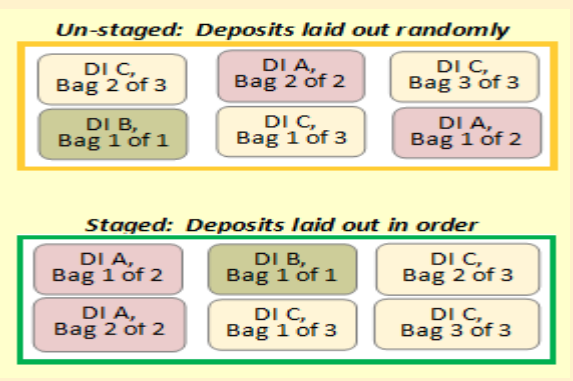 Un-staged: Deposits laid out randomly
DI C,
Bag 2 of 3
DI A,
Bag 2 of 2
DI C,
Bag 3 of 3
DI B,
Bag 1 of 1
DI C,
Bag 1 of 3
DI A,
Bag 1 of 2
Staged: Deposits laid out in order
DI A,
Bag 1 of 2
DI B,
Bag 1 of 1
DI C,
Bag 2 of 3
DI A,
Bag 2 of 2
DI C,
Bag 1 of 3
DI C,
Bag 3 of 3